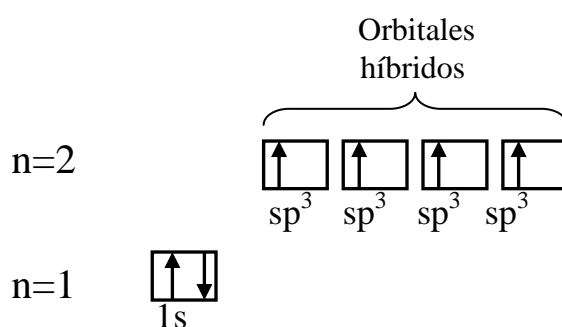 Orbitales
híbridos
n=2
sp³ sp³ sp³ sp³
n=1
1s